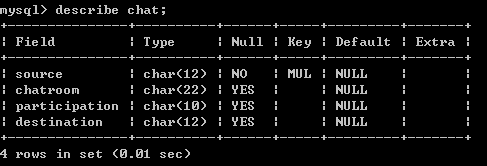 mysql> describe chat;
+---------------+----------+------+-----+---------+-------+
| Field         | Type     | Null | Key | Default | Extra |
+---------------+----------+------+-----+---------+-------+
| source        | char(12) | NO   | MUL | NULL    |       |
| chatroom      | char(22) | YES  |     | NULL    |       |
| participation | char(10) | YES  |     | NULL    |       |
| destination   | char(12) | YES  |     | NULL    |       |
+---------------+----------+------+-----+---------+-------+
4 rows in set (0.01 sec)